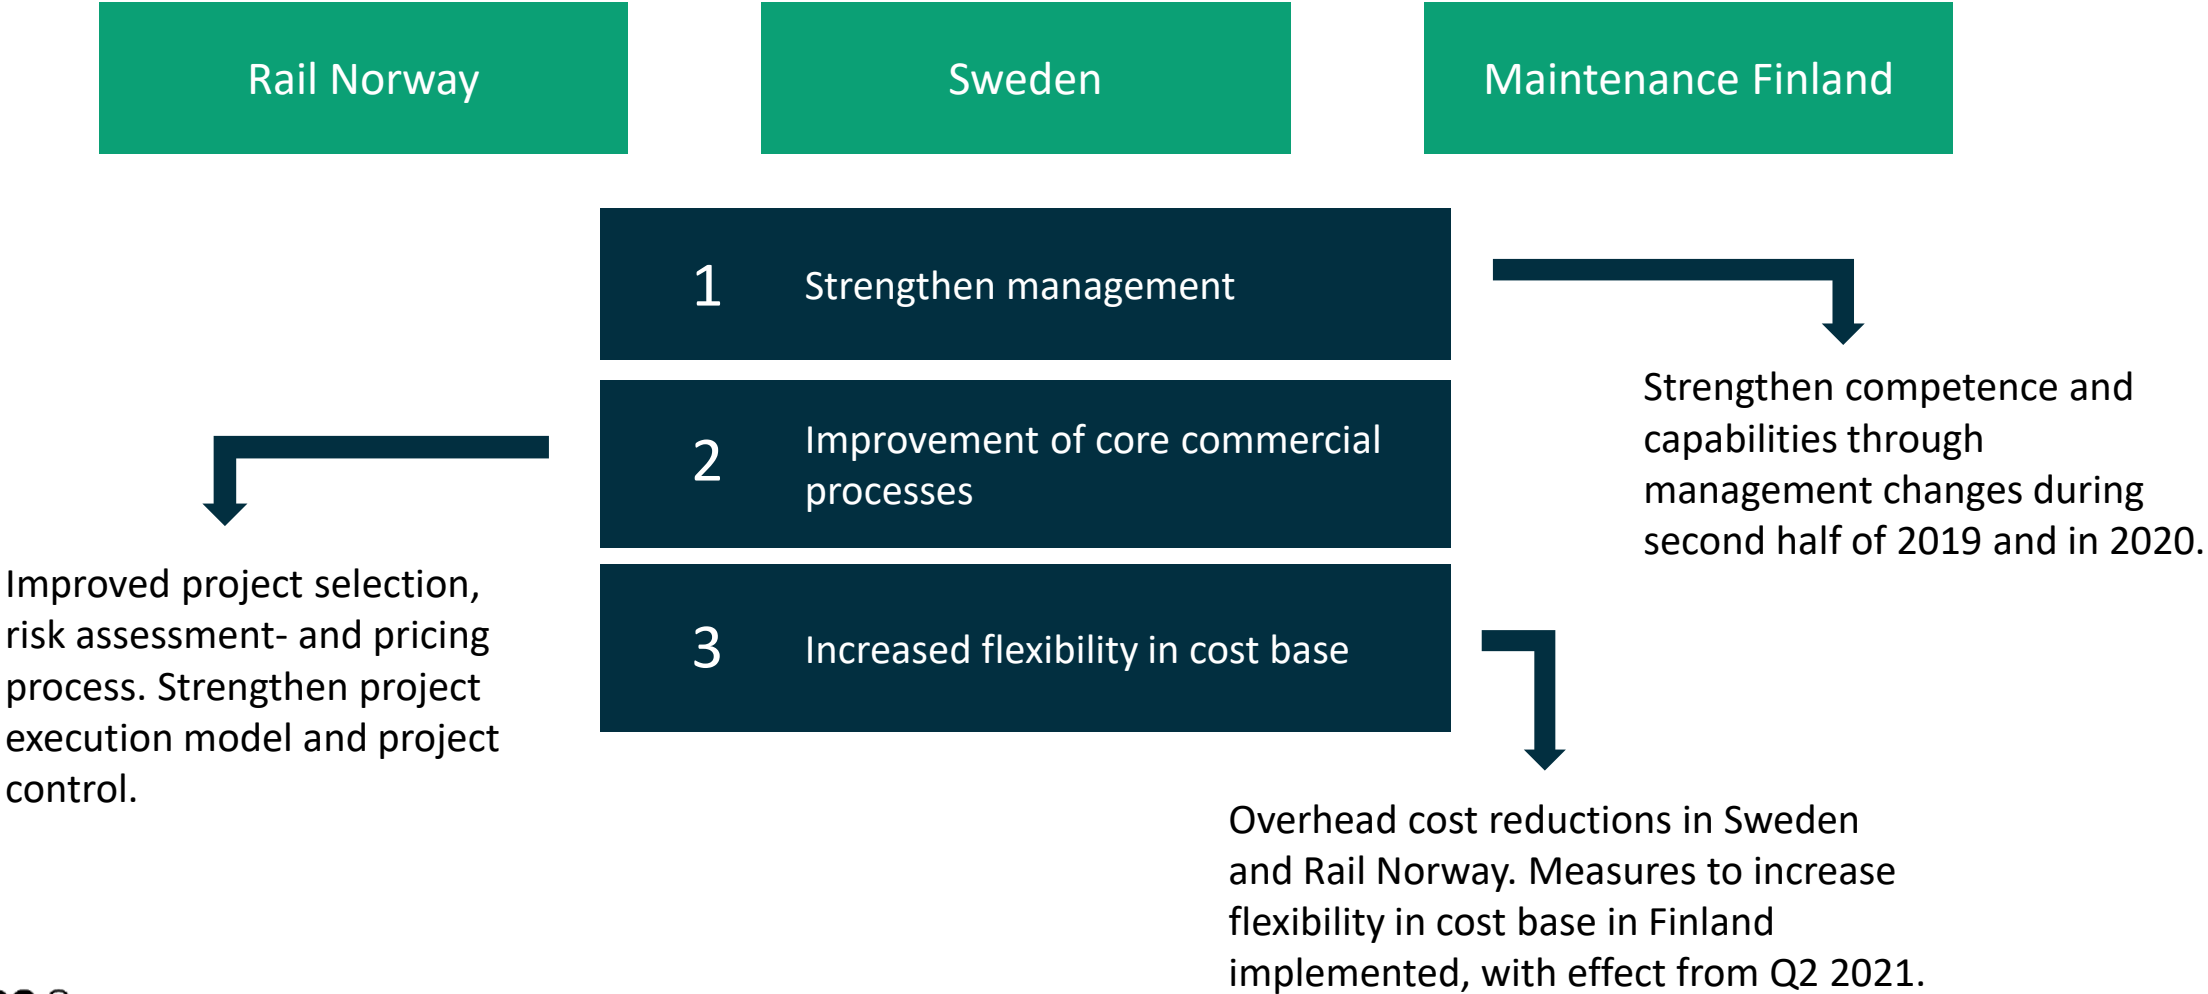 Rail Norway
Sweden
Maintenance Finland
1
Strengthen management
Strengthen competence and
capabilities through
management changes during
second half of 2019 and in 2020.
2
Improvement of core commercial
processes
Improved project selection,
risk assessment- and pricing
process. Strengthen project
execution model and project
control.
3
Increased flexibility in cost base
Overhead cost reductions in Sweden
and Rail Norway. Measures to increase
flexibility in cost base in Finland
implemented, with effect from Q2 2021.